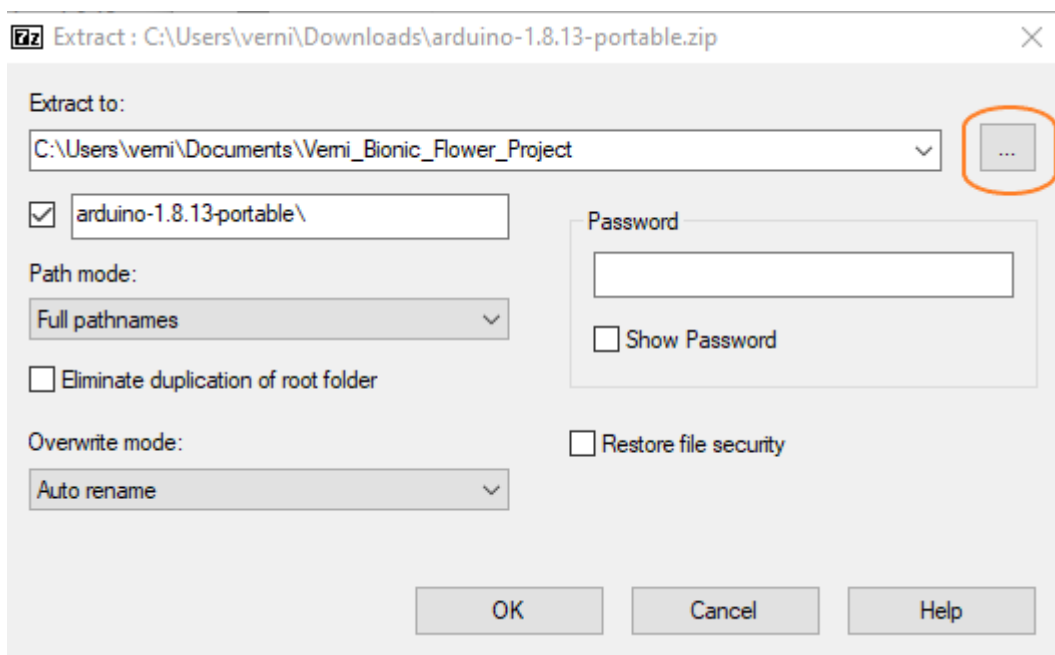 7z Extract : C:\Users\verni\Downloads\arduino-1.8.13-portable.zip
Extract to:
C:\Users\verni\Documents\Verni_Bionic_Flower_Project
...
arduino-1.8.13-portable\
Password
Path mode:
Full pathnames
Show Password
Eliminate duplication of root folder
Overwrite mode:
Restore file security
Auto rename
OK Cancel Help